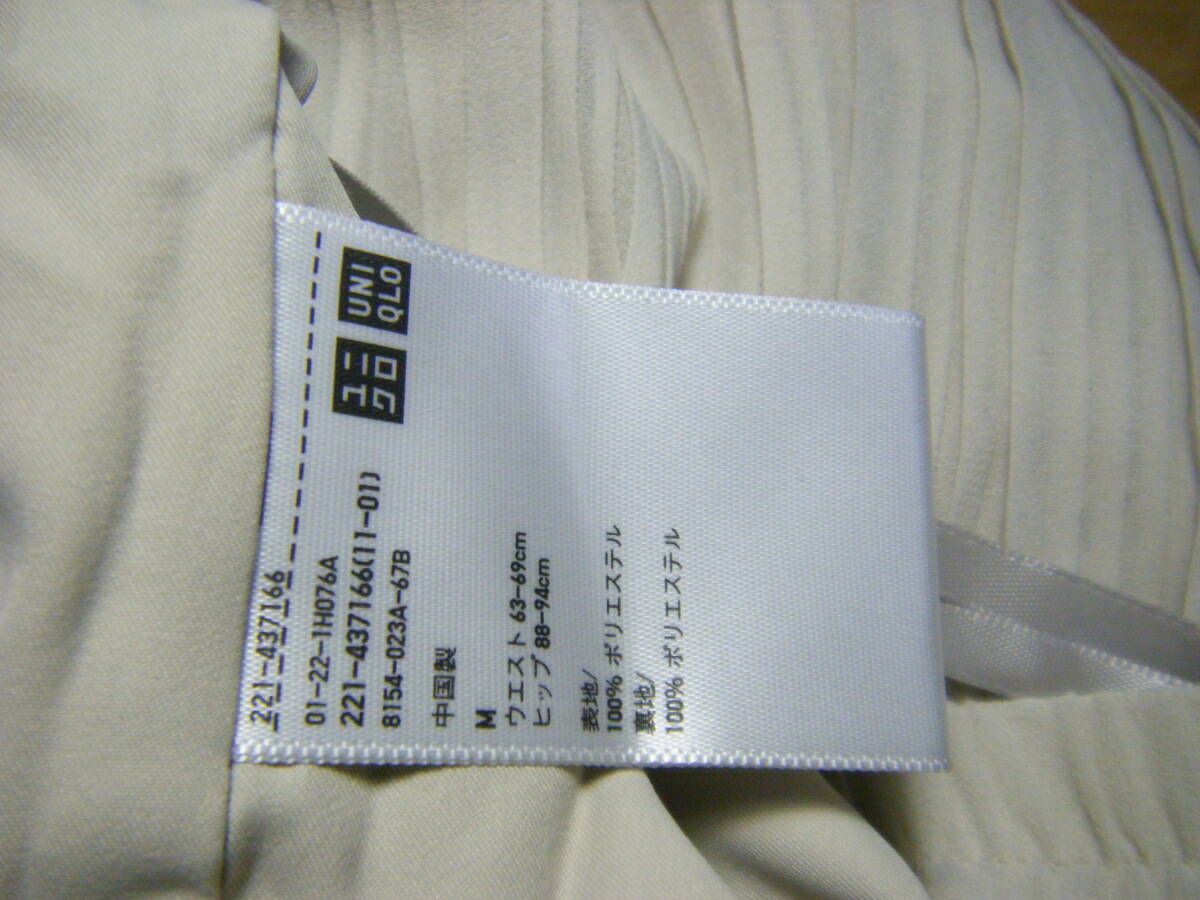 221-437166
ユニ
クロ
UNI
QLO
01-22-1H076A
221-437166(11-01)
8154-023A-67B
中国製
M
ウエスト 63-69cm
ヒップ 88-94cm
表地/
100% ポリエステル
裏地/
100% ポリエステル